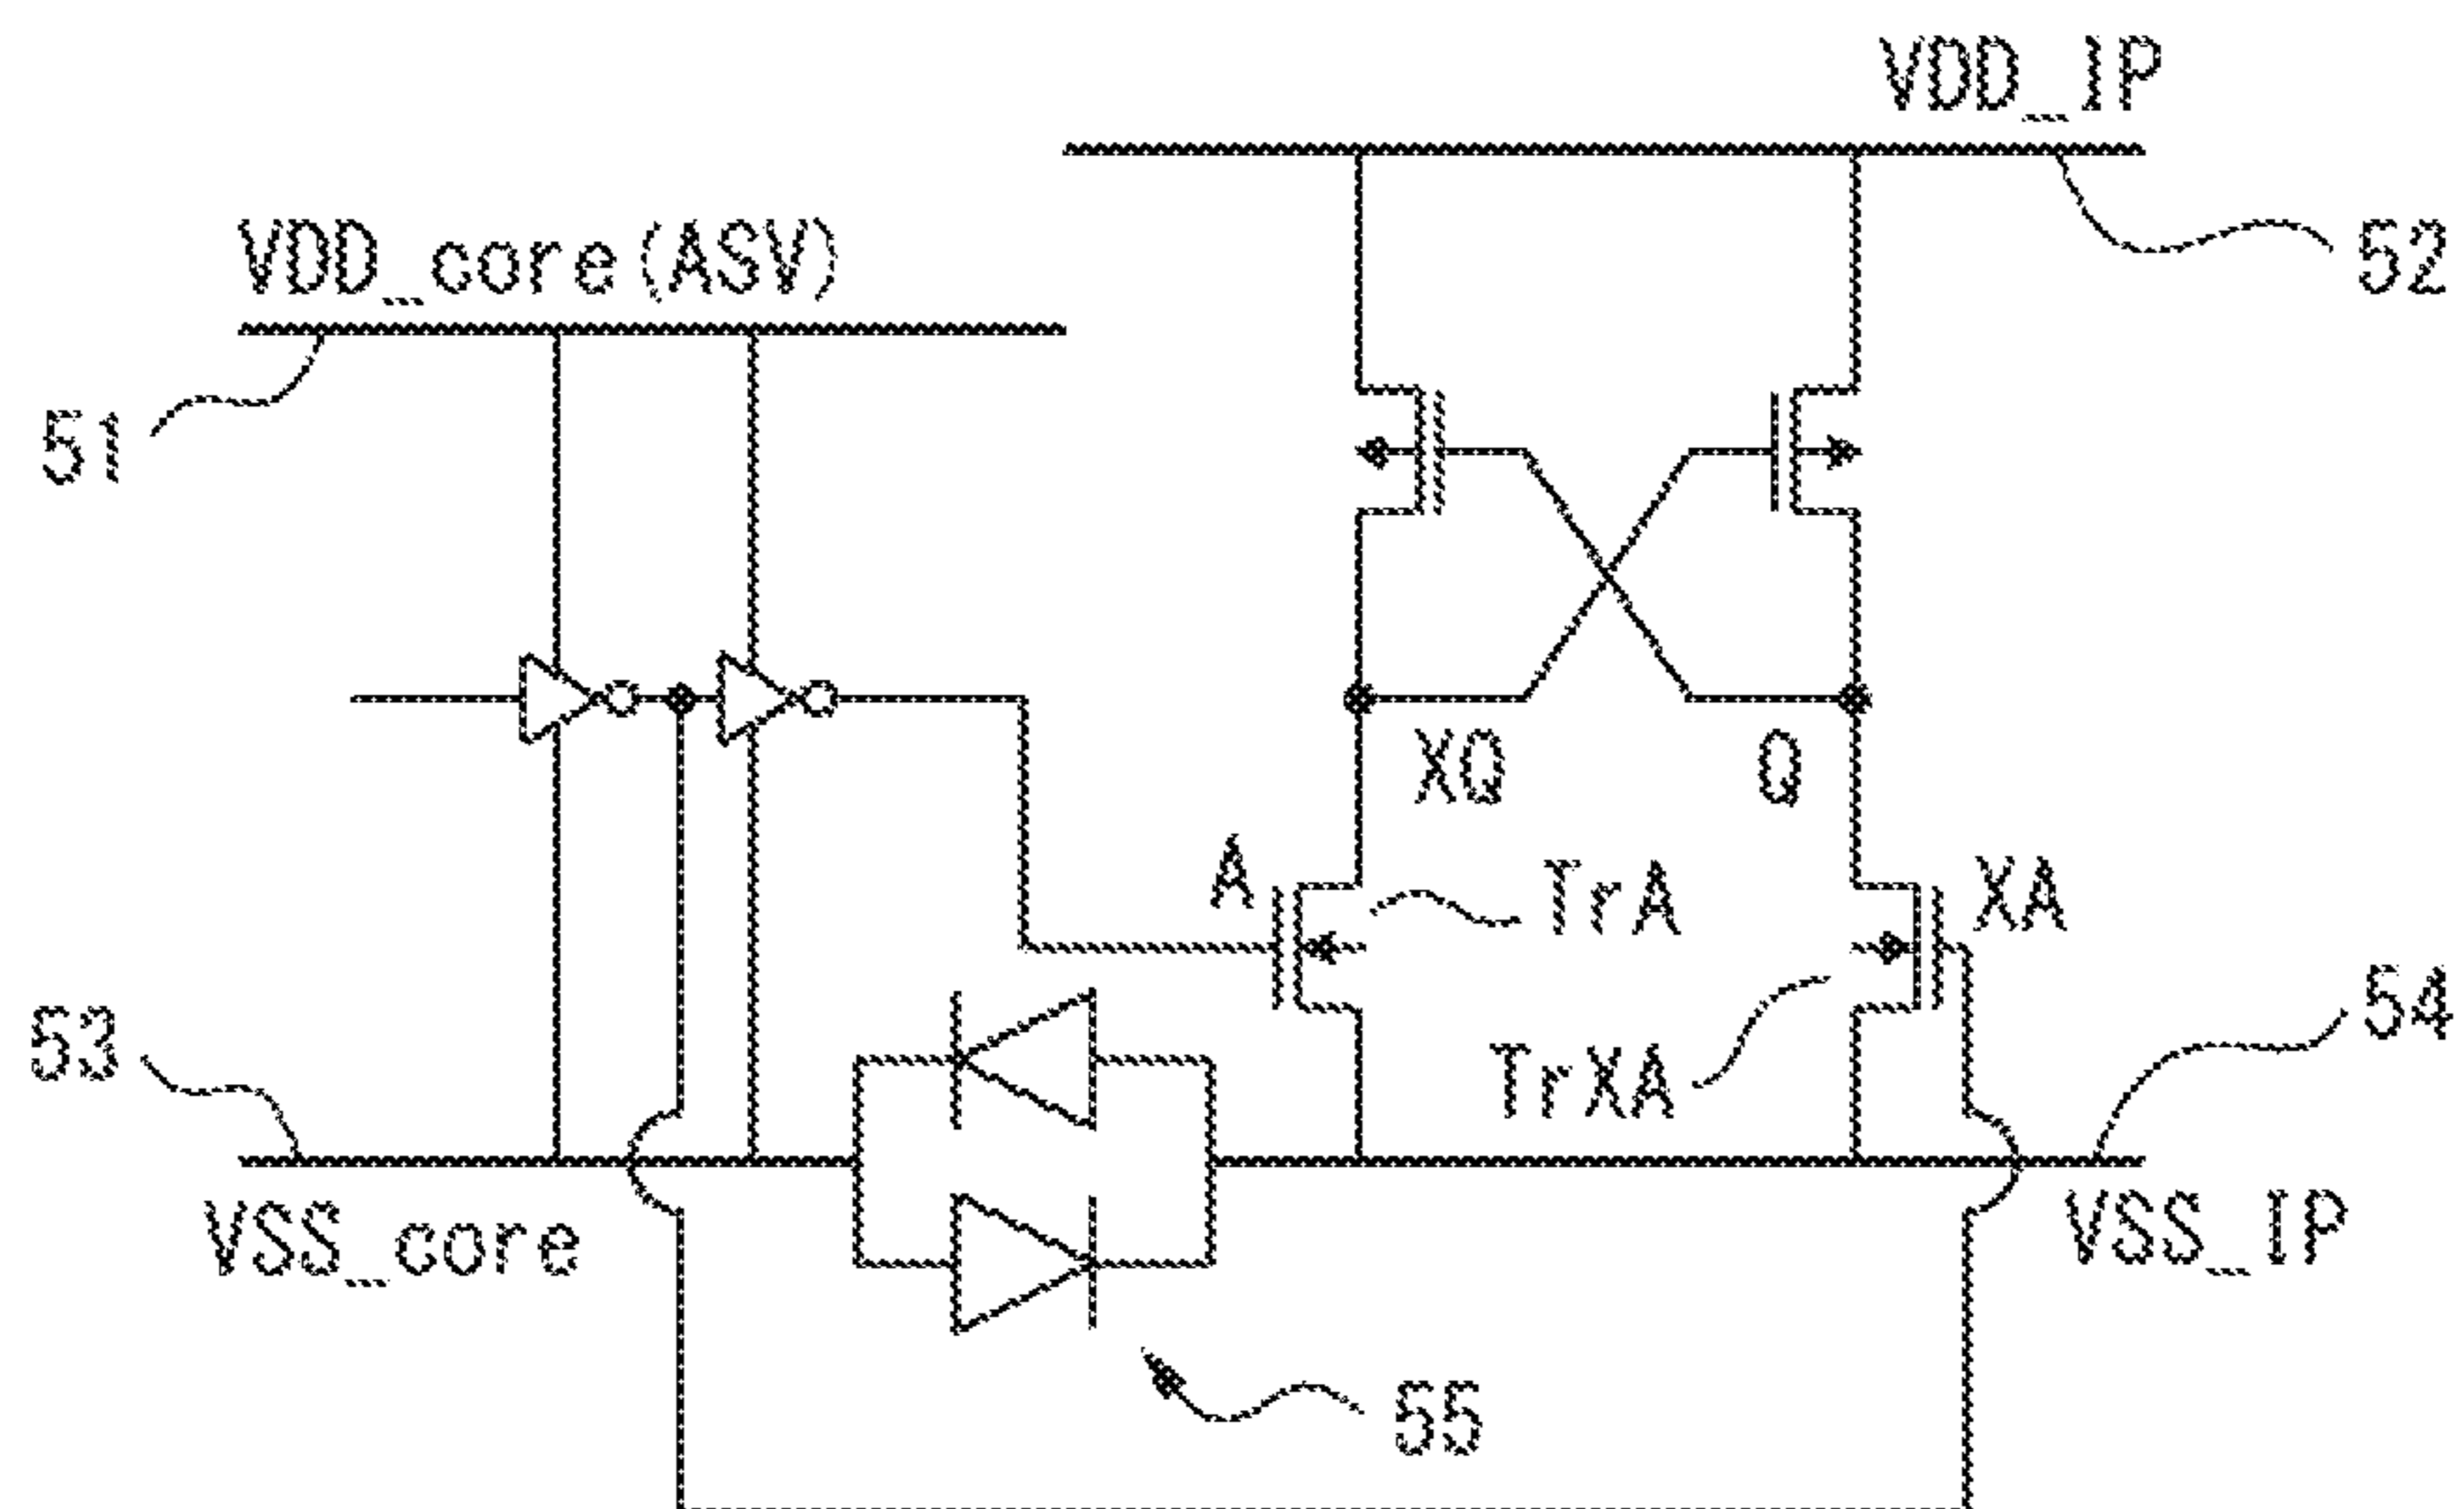 VDD_IP
52
VDD_core(ASV)
51
XQ
Q
A
TrA
XA
53
TrXA
54
VSS_core
VSS_IP
55